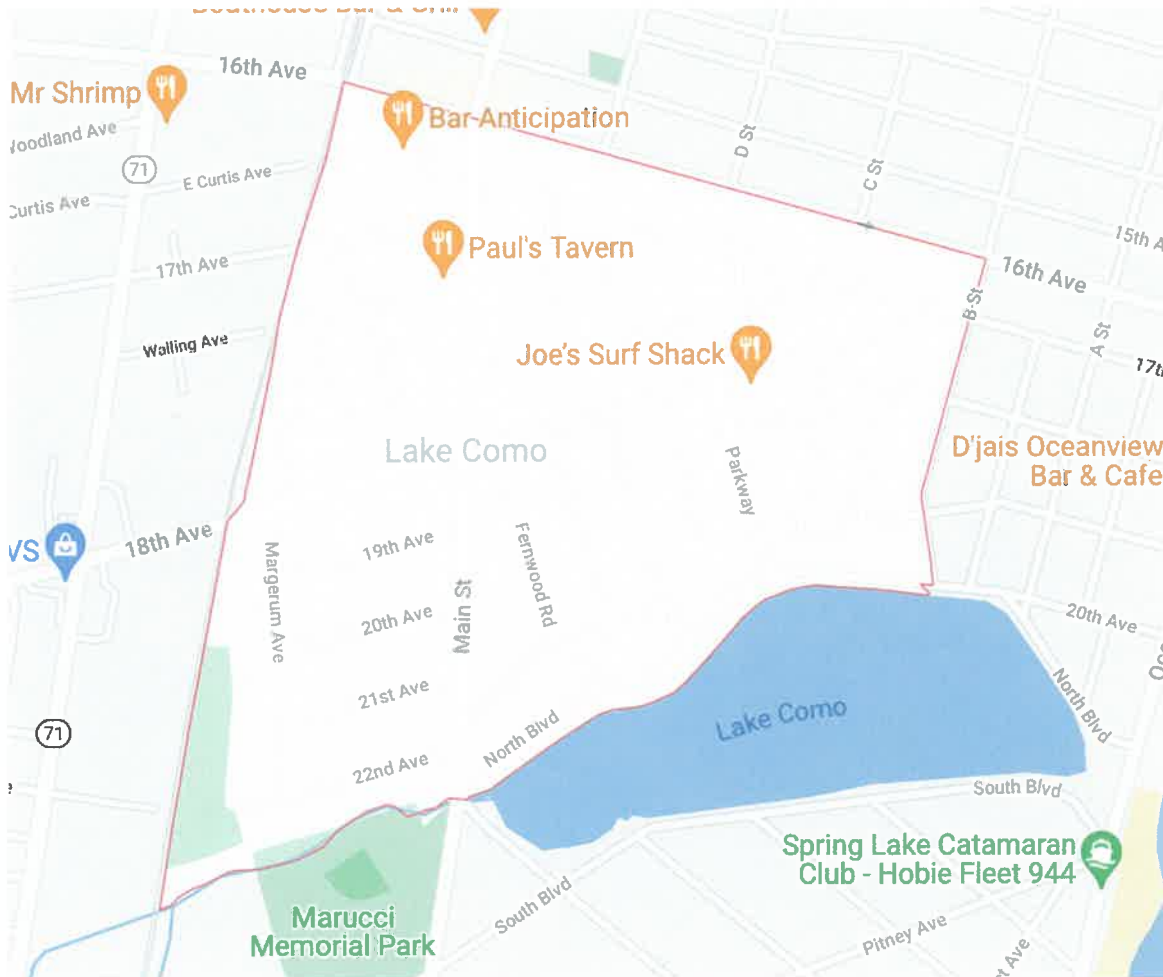 16th Ave
Mr Shrimp
Bar-Anticipation
Woodland Ave
71
E Curtis Ave
Curtis Ave
D St
C St
15th A
17th Ave
Paul's Tavern
16th Ave
B-St
A St
Walling Ave
Joe's Surf Shack
17th
Lake Como
D'jais Oceanview
Bar & Cafe
Parkway
VS
18th Ave
19th Ave
Fernwood Rd
Margerum Ave
20th Ave
Main St
20th Ave
21st Ave
North Blvd
Lake Como
North Blvd
71
22nd Ave
South Blvd
Spring Lake Catamaran
Club - Hobie Fleet 944
South Blvd
Marucci
Memorial Park
Pitney Ave
Ave